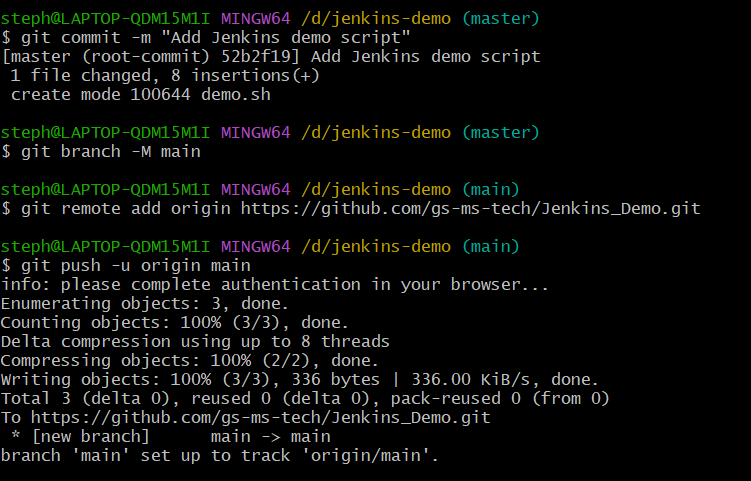 steph@LAPTOP-QDM15M1I MINGW64 /d/jenkins-demo (master)
$ git commit -m "Add Jenkins demo script"
[master (root-commit) 52b2f19] Add Jenkins demo script
 1 file changed, 8 insertions(+)
 create mode 100644 demo.sh

steph@LAPTOP-QDM15M1I MINGW64 /d/jenkins-demo (master)
$ git branch -M main

steph@LAPTOP-QDM15M1I MINGW64 /d/jenkins-demo (main)
$ git remote add origin https://github.com/gs-ms-tech/Jenkins_Demo.git

steph@LAPTOP-QDM15M1I MINGW64 /d/jenkins-demo (main)
$ git push -u origin main
info: please complete authentication in your browser...
Enumerating objects: 3, done.
Counting objects: 100% (3/3), done.
Delta compression using up to 8 threads
Compressing objects: 100% (2/2), done.
Writing objects: 100% (3/3), 336 bytes | 336.00 KiB/s, done.
Total 3 (delta 0), reused 0 (delta 0), pack-reused 0 (from 0)
To https://github.com/gs-ms-tech/Jenkins_Demo.git
 * [new branch]      main -> main
branch 'main' set up to track 'origin/main'.